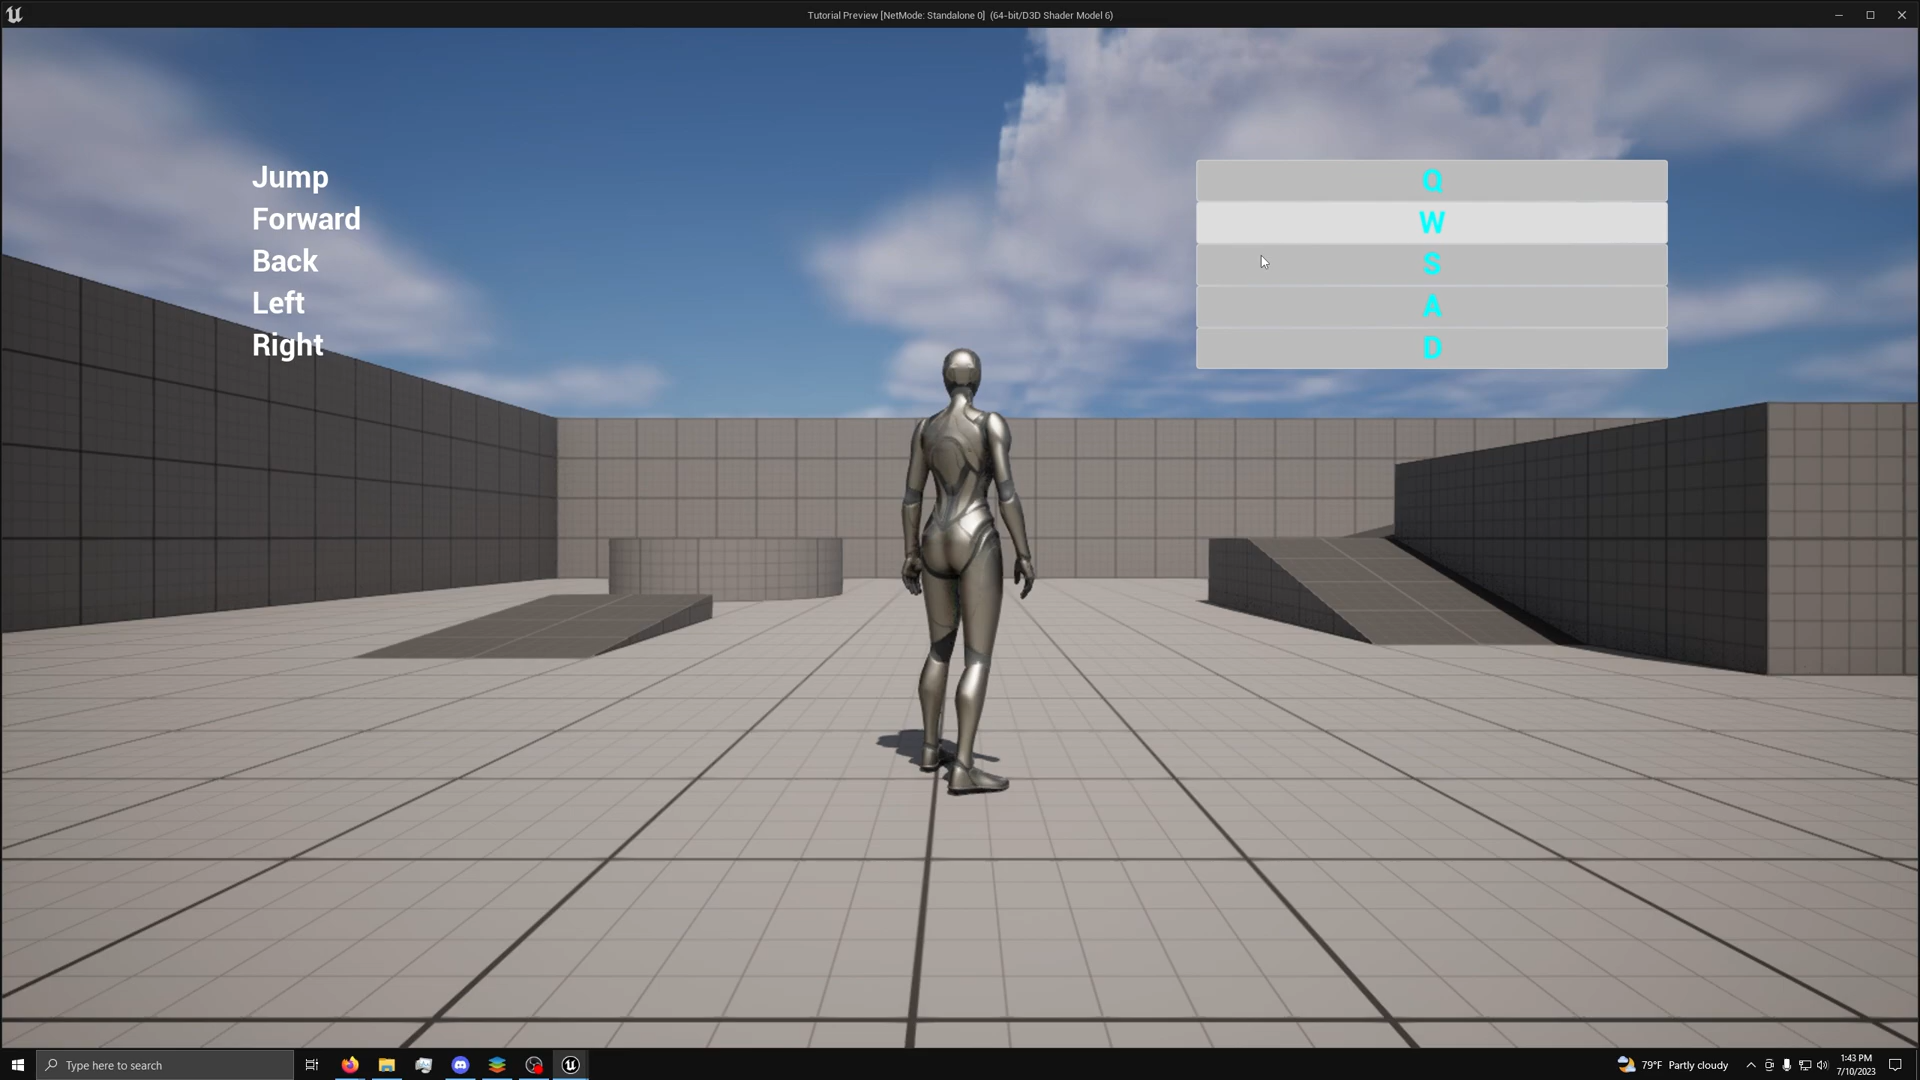 Tutorial Preview [NetMode: Standalone 0] (64-bit/D3D Shader Model 6)
Jump Q
Forward W
Back S
Left A
Right D
Type here to search
79°F Partly cloudy
1:43 PM
7/10/2023